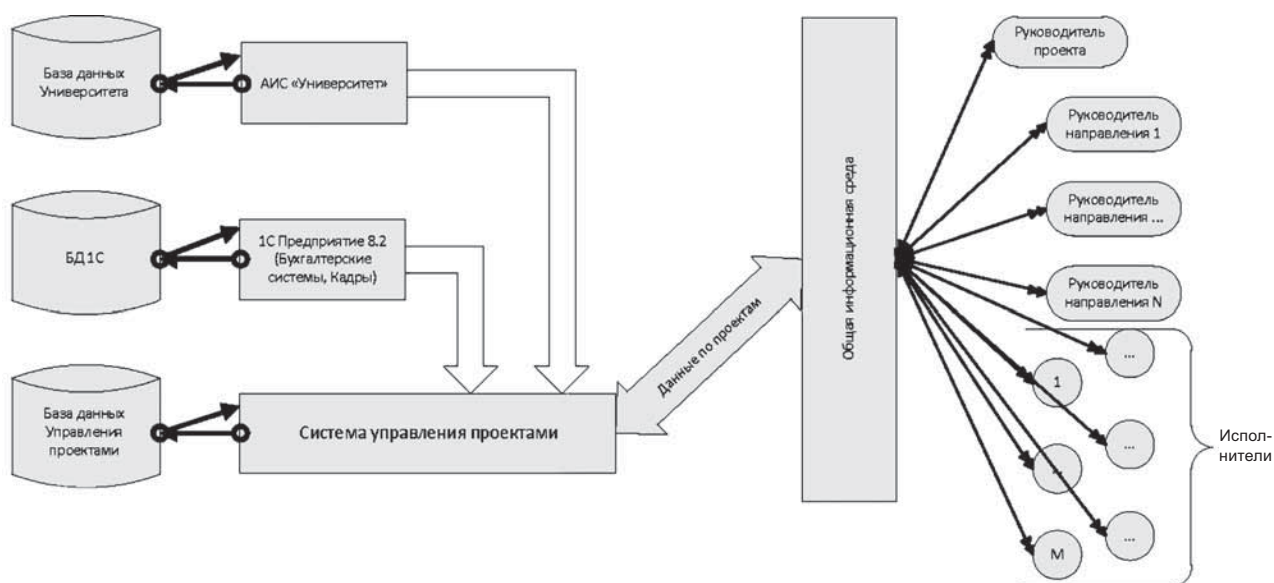 База данных
Университета
АИС «Университет»
БД1С
1С Предприятие 8.2
(Бухгалтерские
системы, Кадры)
База данных
Управления
проектами
Система управления проектами
Данные по проектам
Общая информационная среда
Руководитель
проекта
Руководитель
направления 1
Руководитель
направления ...
Руководитель
направления N
...
1
...
...
M
Испол-
нители